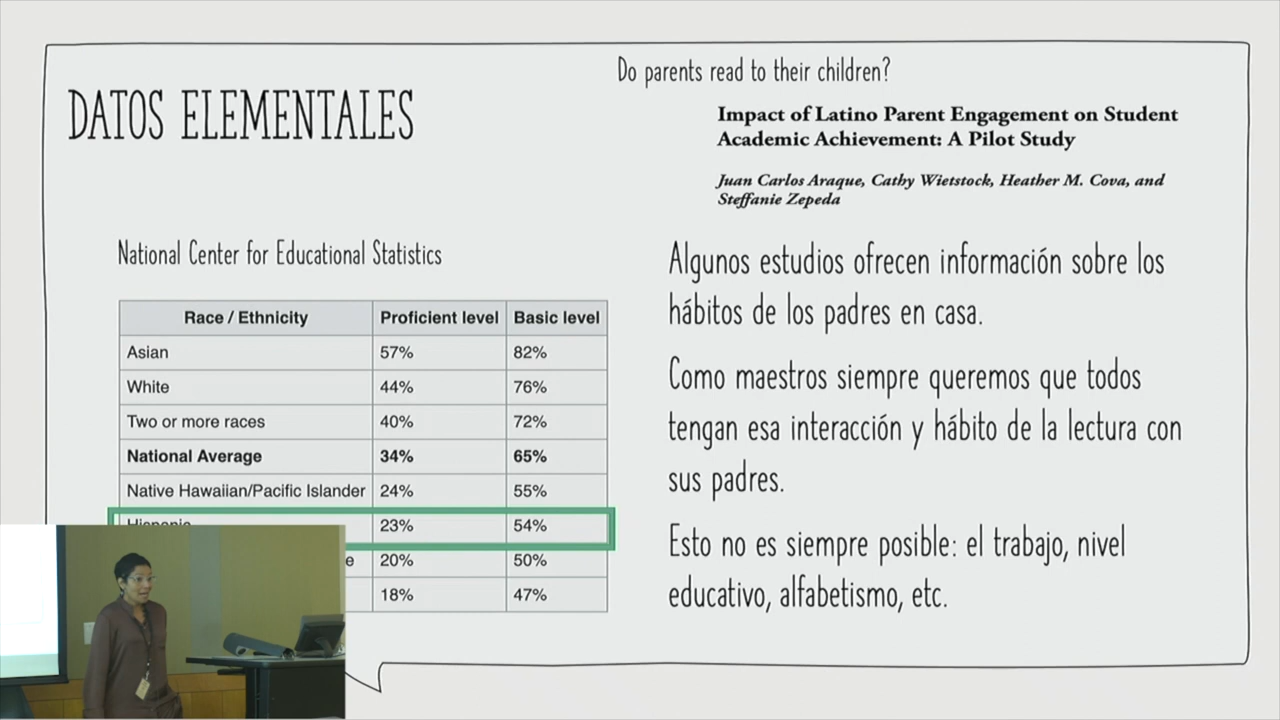 DATOS ELEMENTALES
Do parents read to their children?
Impact of Latino Parent Engagement on Student
Academic Achievement: A Pilot Study
Juan Carlos Araque, Cathy Wietstock, Heather M. Cova, and
Steffanie Zepeda
National Center for Educational Statistics
Race / Ethnicity Proficient level Basic level
Asian 57% 82%
White 44% 76%
Two or more races 40% 72%
National Average 34% 65%
Native Hawaiian/Pacific Islander 24% 55%
Hispanic 23% 54%
e 20% 50%
18% 47%
Algunos estudios ofrecen información sobre los
hábitos de los padres en casa.
Como maestros siempre queremos que todos
tengan esa interacción y hábito de la lectura con
sus padres.
Esto no es siempre posible: el trabajo, nivel
educativo, alfabetismo, etc.